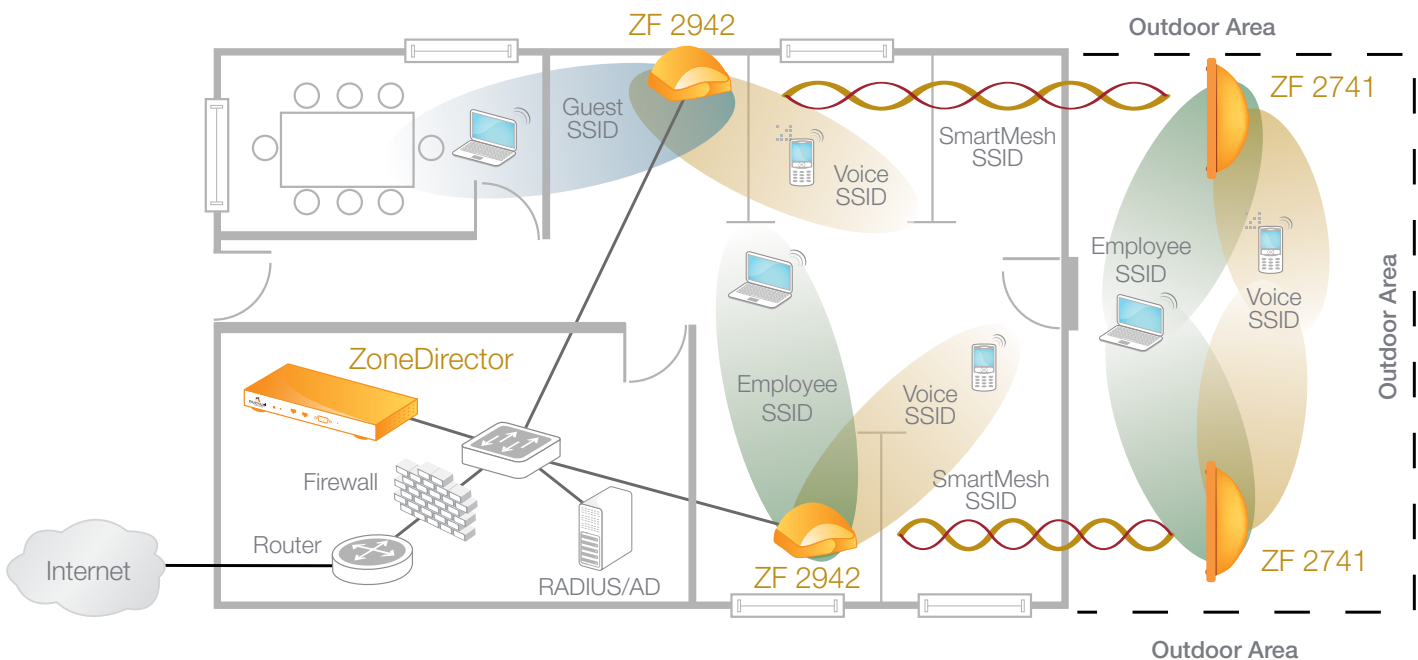 ZF 2942
Outdoor Area
ZF 2741
Guest
SSID
SmartMesh
SSID
Voice
SSID
Employee
SSID
Voice
SSID
Outdoor Area
ZoneDirector
Employee
SSID
Voice
SSID
Firewall
SmartMesh
SSID
Router
Internet
RADIUS/AD
ZF 2942
ZF 2741
Outdoor Area